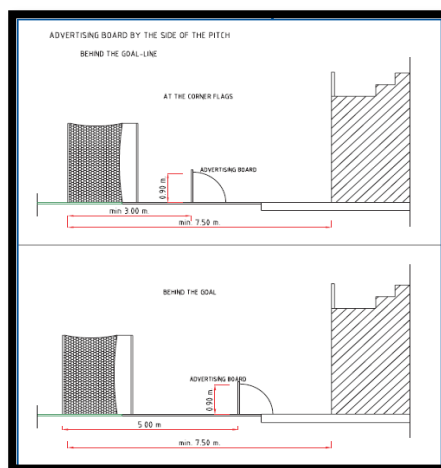 ADVERTISING BOARD BY THE SIDE OF THE PITCH
BEHIND THE GOAL-LINE
AT THE CORNER FLAGS
ADVERTISING BOARD
0.90 m.
min 3.00 m.
min. 7.50 m.
BEHIND THE GOAL
ADVERTISING BOARD
0.90 m.
5.00 m.
min. 7.50 m.